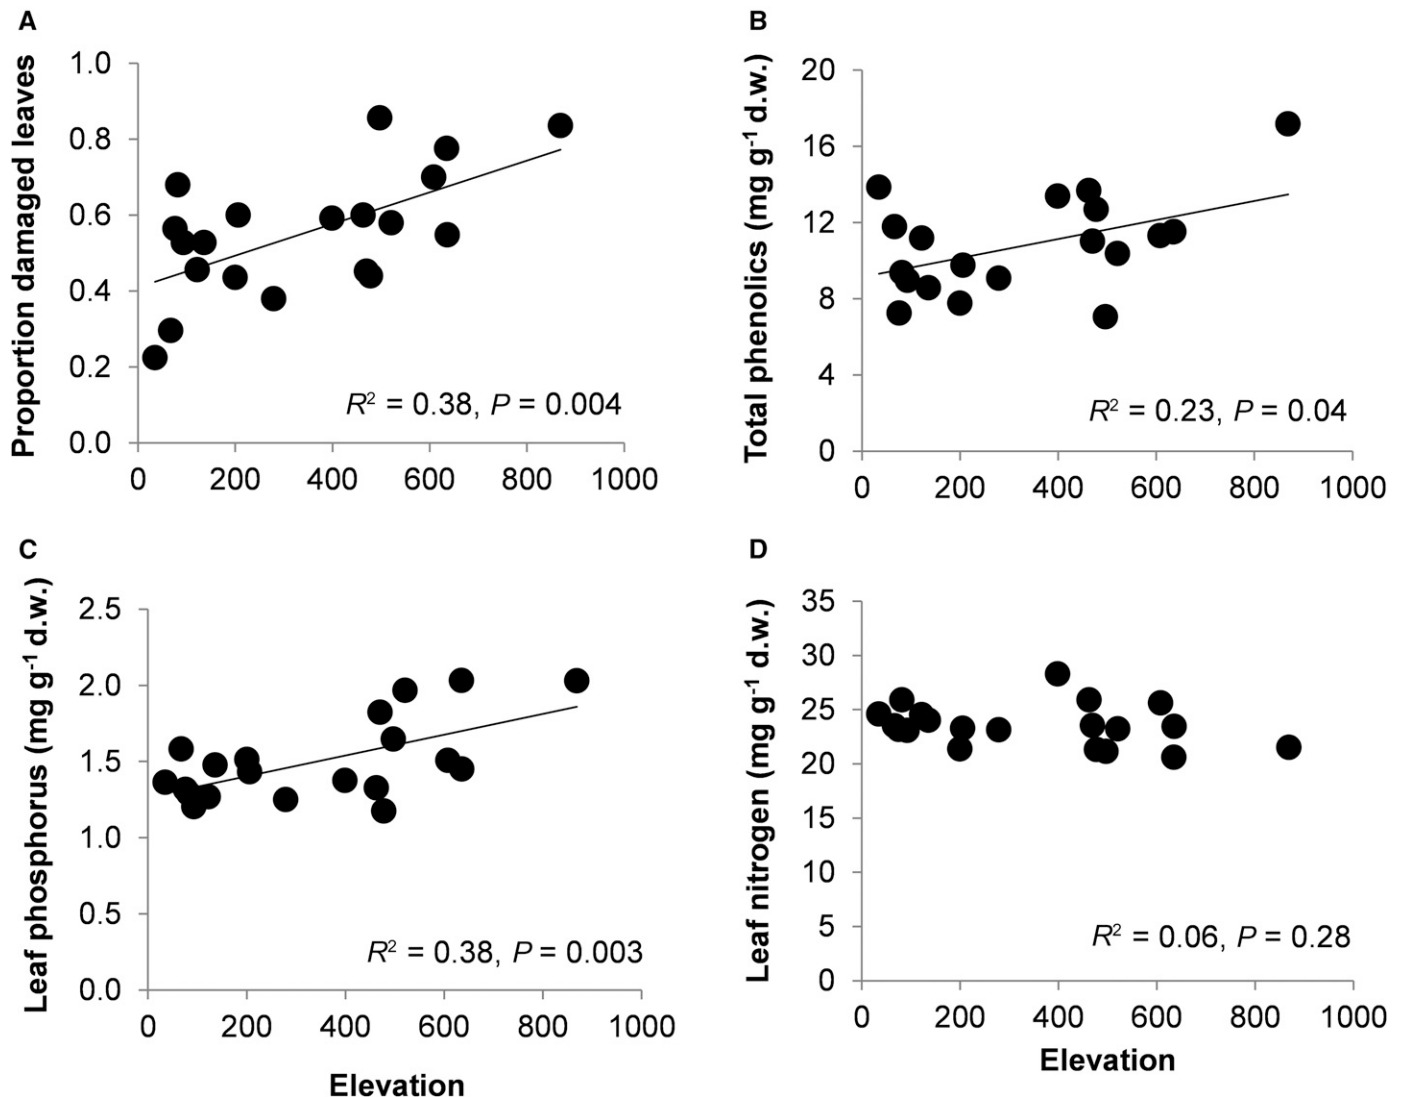 A
Proportion damaged leaves
1.0
0.8
0.6
0.4
0.2
0.0
R² = 0.38, P = 0.004
0 200 400 600 800 1000
B
Total phenolics (mg g⁻¹ d.w.)
20
16
12
8
4
0
R² = 0.23, P = 0.04
0 200 400 600 800 1000
C
Leaf phosphorus (mg g⁻¹ d.w.)
2.5
2.0
1.5
1.0
0.5
0.0
R² = 0.38, P = 0.003
0 200 400 600 800 1000
Elevation
D
Leaf nitrogen (mg g⁻¹ d.w.)
35
30
25
20
15
10
5
0
R² = 0.06, P = 0.28
0 200 400 600 800 1000
Elevation